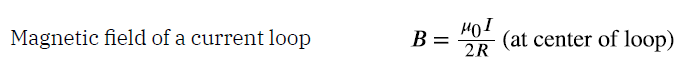 Magnetic field of a current loop B = μ₀I / 2R (at center of loop)